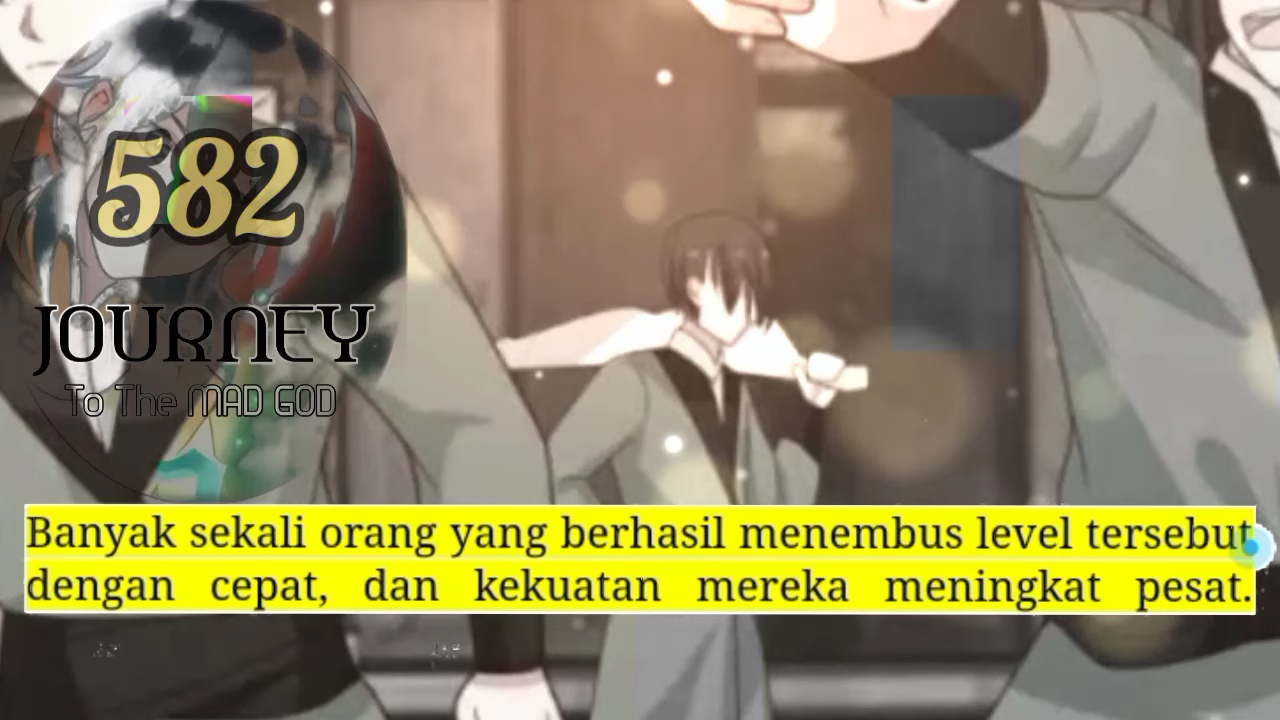 582
JOURNEY
To The MAD GOD
Banyak sekali orang yang berhasil menembus level tersebut
dengan cepat, dan kekuatan mereka meningkat pesat.